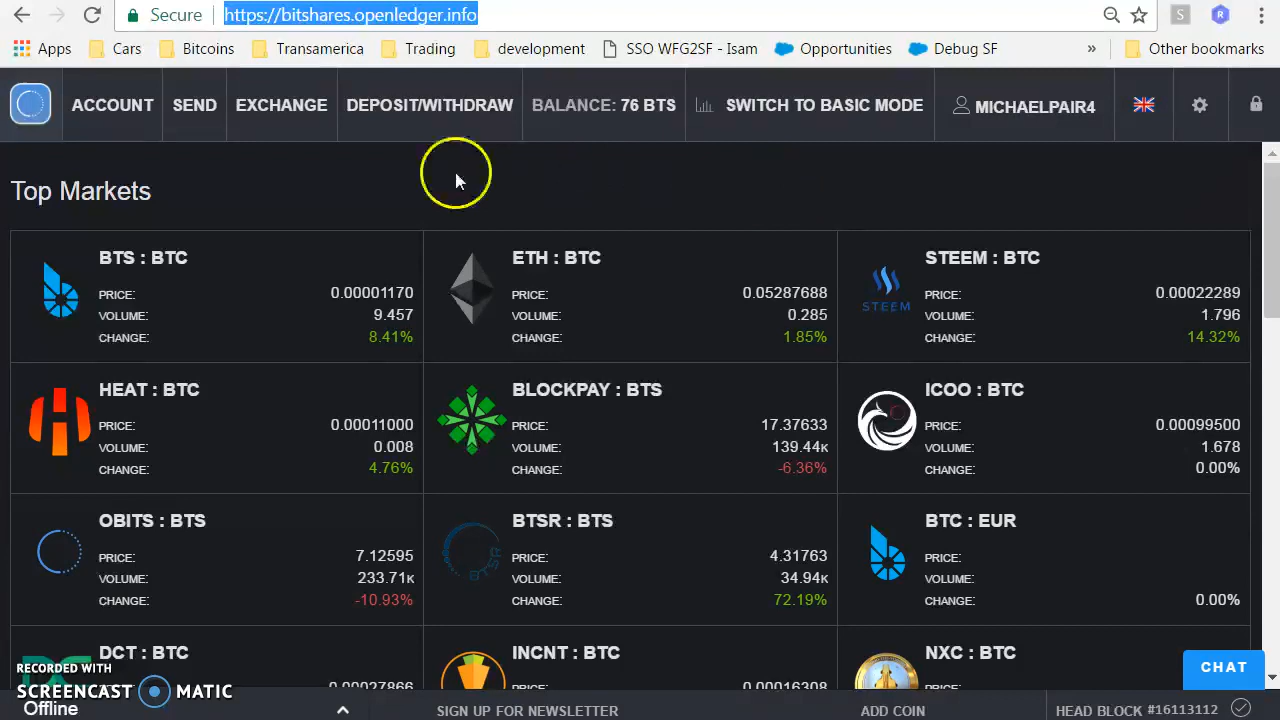 Secure https://bitshares.openledger.info S R
Apps Cars Bitcoins Transamerica Trading development SSO WFG2SF - Isam Opportunities Debug SF » Other bookmarks
ACCOUNT SEND EXCHANGE DEPOSIT/WITHDRAW BALANCE: 76 BTS SWITCH TO BASIC MODE MICHAELPAIR4
Top Markets
BTS : BTC
PRICE: 0.00001170
VOLUME: 9.457
CHANGE: 8.41%
ETH : BTC
PRICE: 0.05287688
VOLUME: 0.285
CHANGE: 1.85%
STEEM
STEEM : BTC
PRICE: 0.00022289
VOLUME: 1.796
CHANGE: 14.32%
HEAT : BTC
PRICE: 0.00011000
VOLUME: 0.008
CHANGE: 4.76%
BLOCKPAY : BTS
PRICE: 17.37633
VOLUME: 139.44K
CHANGE: -6.36%
ICOO : BTC
PRICE: 0.00099500
VOLUME: 1.678
CHANGE: 0.00%
OBITS : BTS
PRICE: 7.12595
VOLUME: 233.71K
CHANGE: -10.93%
BTSR
BTSR : BTS
PRICE: 4.31763
VOLUME: 34.94K
CHANGE: 72.19%
BTC : EUR
PRICE:
VOLUME:
CHANGE: 0.00%
DCT : BTC
0.00027866
INCNT : BTC
PRICE: 0.00016308
NXC : BTC
CHAT
RECORDED WITH
SCREENCAST MATIC
Offline SIGN UP FOR NEWSLETTER ADD COIN HEAD BLOCK #16113112